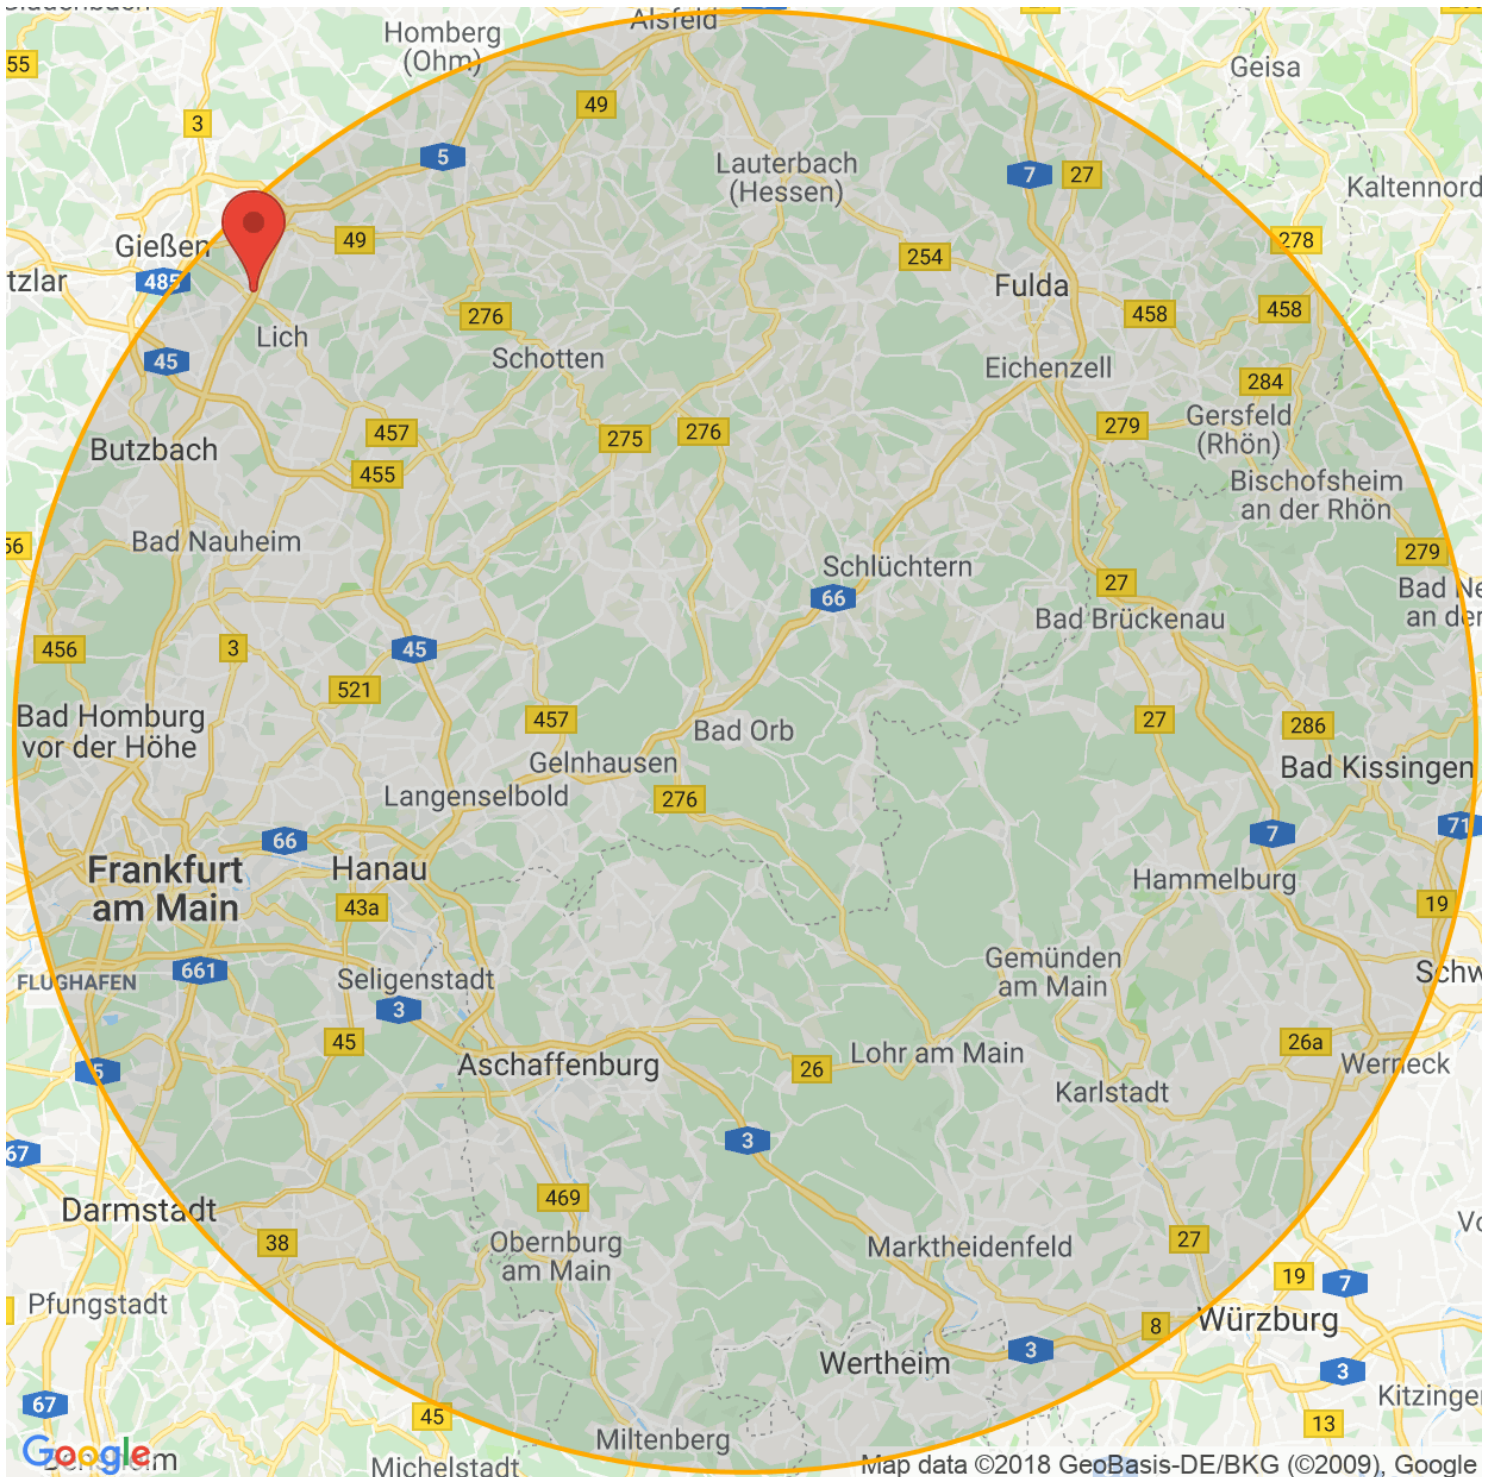 Homberg
(Ohm)
Alsfeld
55
Geisa
49
3
5
Lauterbach
(Hessen)
7
27
Kaltennord
Gießen
49
278
tzlar
485
254
Fulda
276
458
458
Lich
45
Schotten
Eichenzell
284
Gersfeld
(Rhön)
457
275
276
279
Butzbach
455
Bischofsheim
an der Rhön
56
Bad Nauheim
279
Schlüchtern
27
66
Bad Ne
an der
Bad Brückenau
456
3
45
521
Bad Homburg
vor der Höhe
457
Bad Orb
27
286
Gelnhausen
Bad Kissingen
Langenselbold
276
66
7
71
Frankfurt
am Main
Hanau
Hammelburg
43a
19
Gemünden
am Main
661
FLUGHAFEN
Seligenstadt
Schw
3
45
26a
Lohr am Main
Aschaffenburg
26
Werneck
5
Karlstadt
3
67
469
Darmstadt
38
Obernburg
am Main
Marktheidenfeld
27
Vo
19
7
Pfungstadt
8
Würzburg
Wertheim
3
3
67
Kitzinge
45
13
Miltenberg
Google
Michelstadt
Map data ©2018 GeoBasis-DE/BKG (©2009), Google